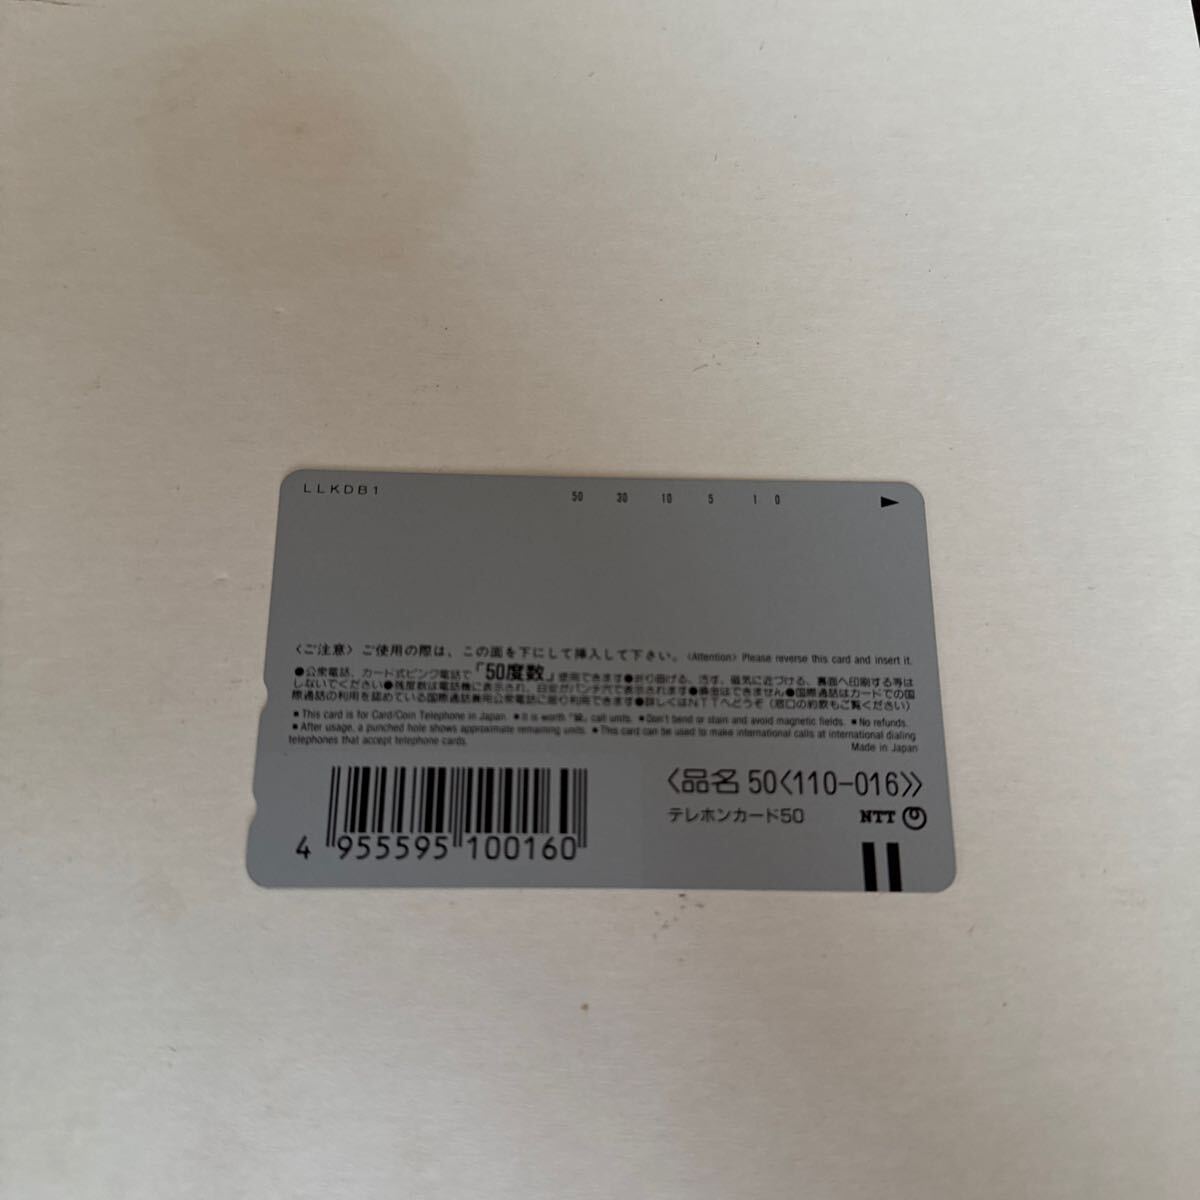 LLKDB1
50 30 10 5 1 0
〈ご注意〉ご使用の際は、この面を下にして挿入して下さい。〈Attention〉Please reverse this card and insert it.
●公衆電話、カード式ピンク電話で「50度数」使用できます●折り曲げる、汚す、磁気に近づける、裏面へ印刷する等は
しないでください●残度数は電話機に表示され、目安がパンチ穴で表示されます●換金はできません●国際通話はカードでの国
際通話の利用を認めている国際通話兼用公衆電話に限り利用できます●詳しくはNTTへどうぞ（窓口の約款もご覧ください）
● This card is for Card/Coin Telephone in Japan. ● It is worth "50" call units. ● Don't bend or stain and avoid magnetic fields. ● No refunds.
● After usage, a punched hole shows approximate remaining units. ● This card can be used to make international calls at international dialing
telephones that accept telephone cards. Made in Japan
〈品名 50〈110-016〉〉
テレホンカード50 NTT
4 955595 100160